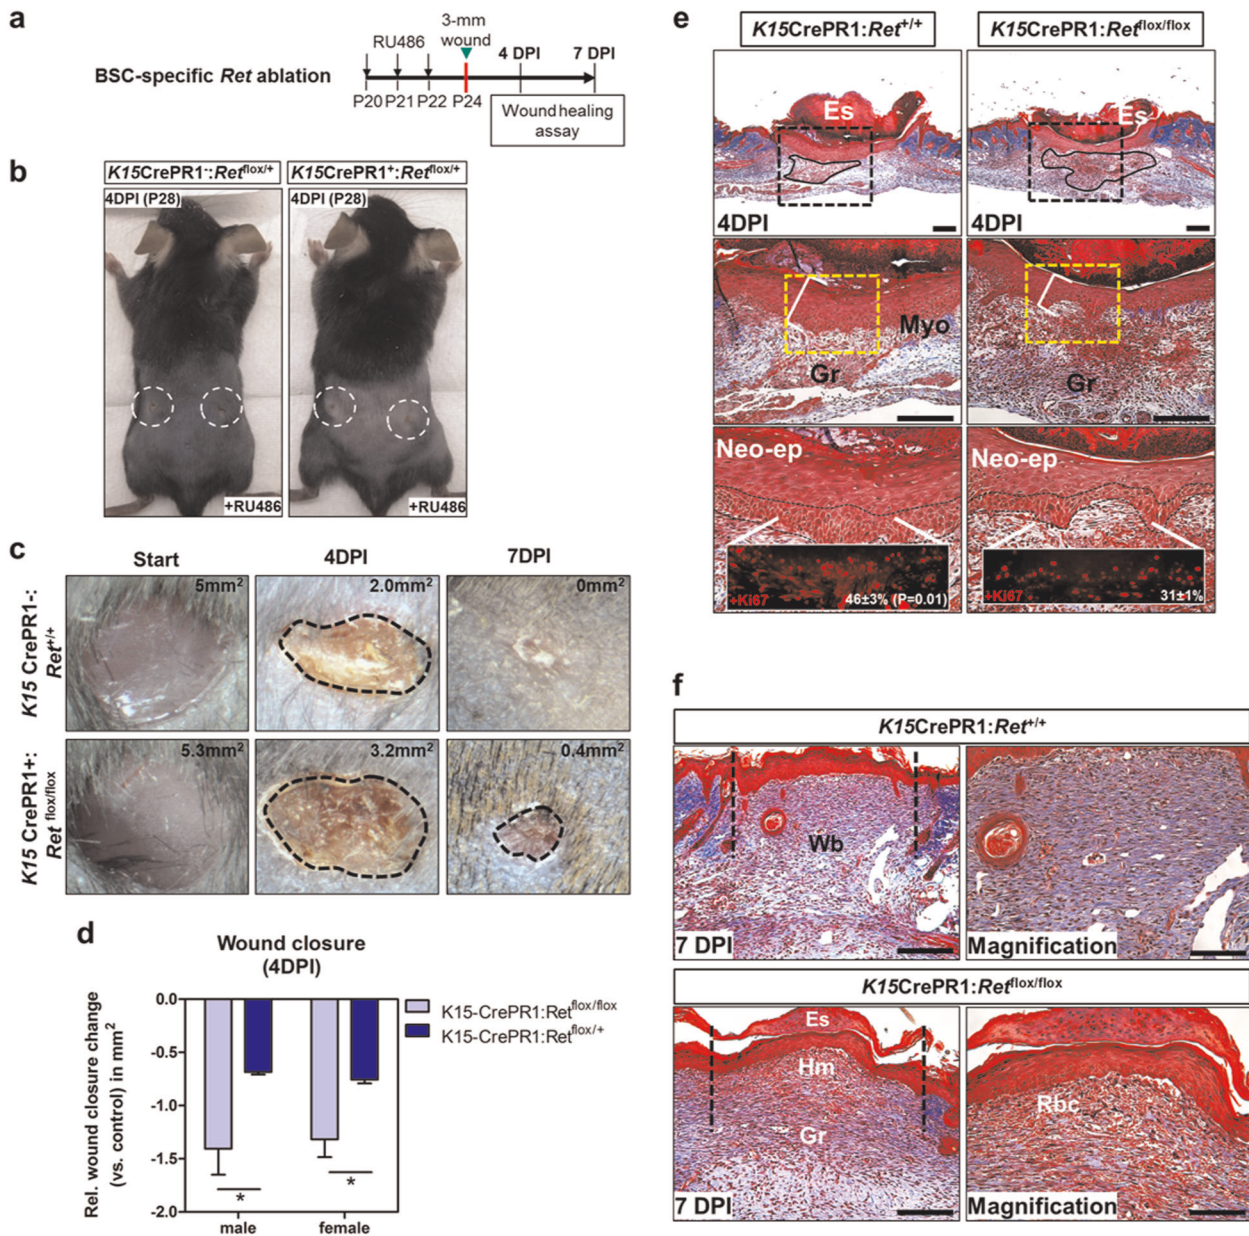 a
3-mm
wound
RU486
4 DPI
7 DPI
BSC-specific Ret ablation
P20 P21 P22 P24
Wound healing
assay
b
K15CrePR1-:Retflox/+
K15CrePR1+:Retflox/+
4DPI (P28)
4DPI (P28)
+RU486
+RU486
c
Start
4DPI
7DPI
K15 CrePR1-:
Ret+/+
5mm2
2.0mm2
0mm2
K15 CrePR1+:
Ret flox/flox
5.3mm2
3.2mm2
0.4mm2
d
Wound closure
(4DPI)
Rel. wound closure change
(vs. control) in mm2
0.0
-0.5
-1.0
-1.5
-2.0
K15-CrePR1:Retflox/flox
K15-CrePR1:Retflox/+
*
*
male
female
e
K15CrePR1:Ret+/+
K15CrePR1:Retflox/flox
Es
Es
4DPI
4DPI
Myo
Gr
Gr
Neo-ep
Neo-ep
+Ki67
46±3% (P=0.01)
+Ki67
31±1%
f
K15CrePR1:Ret+/+
Wb
7 DPI
Magnification
K15CrePR1:Retflox/flox
Es
Hm
Gr
Rbc
7 DPI
Magnification